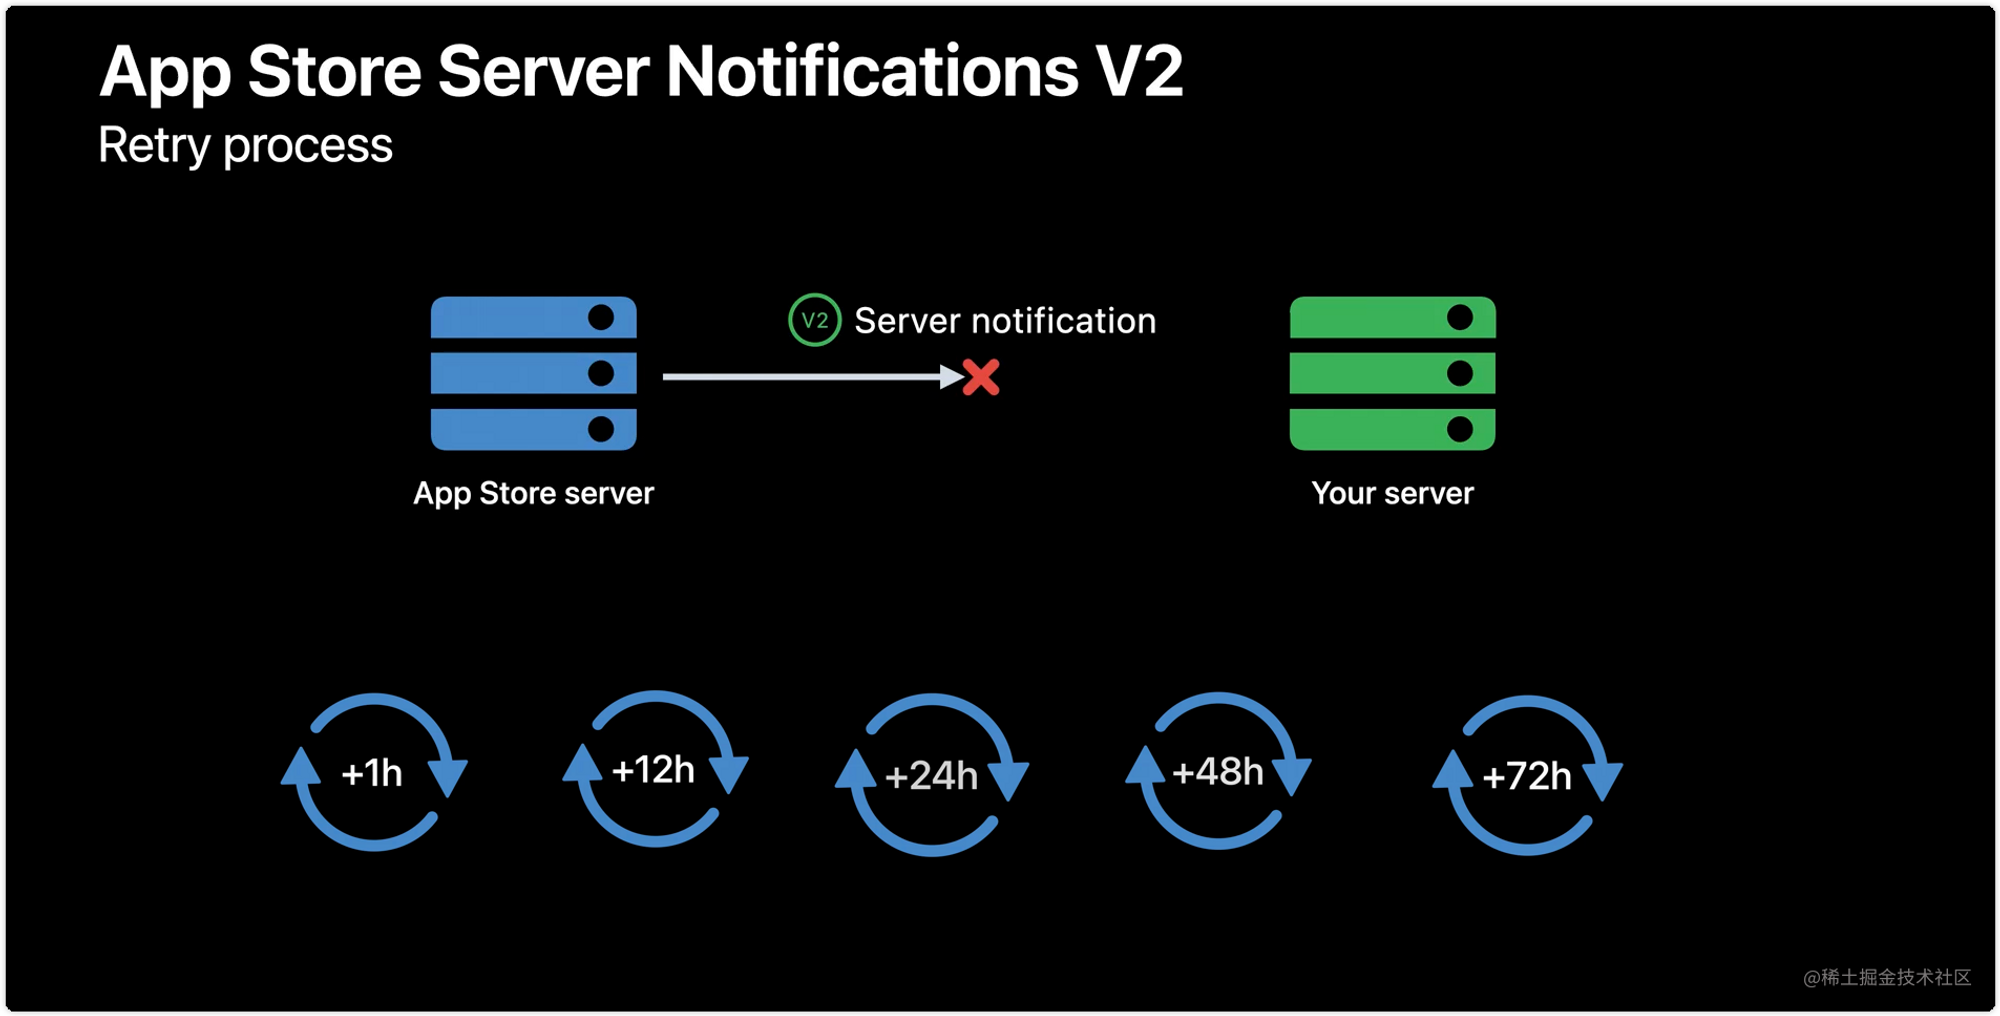 App Store Server Notifications V2
Retry process
V2 Server notification
App Store server
Your server
+1h
+12h
+24h
+48h
+72h
@稀土掘金技术社区